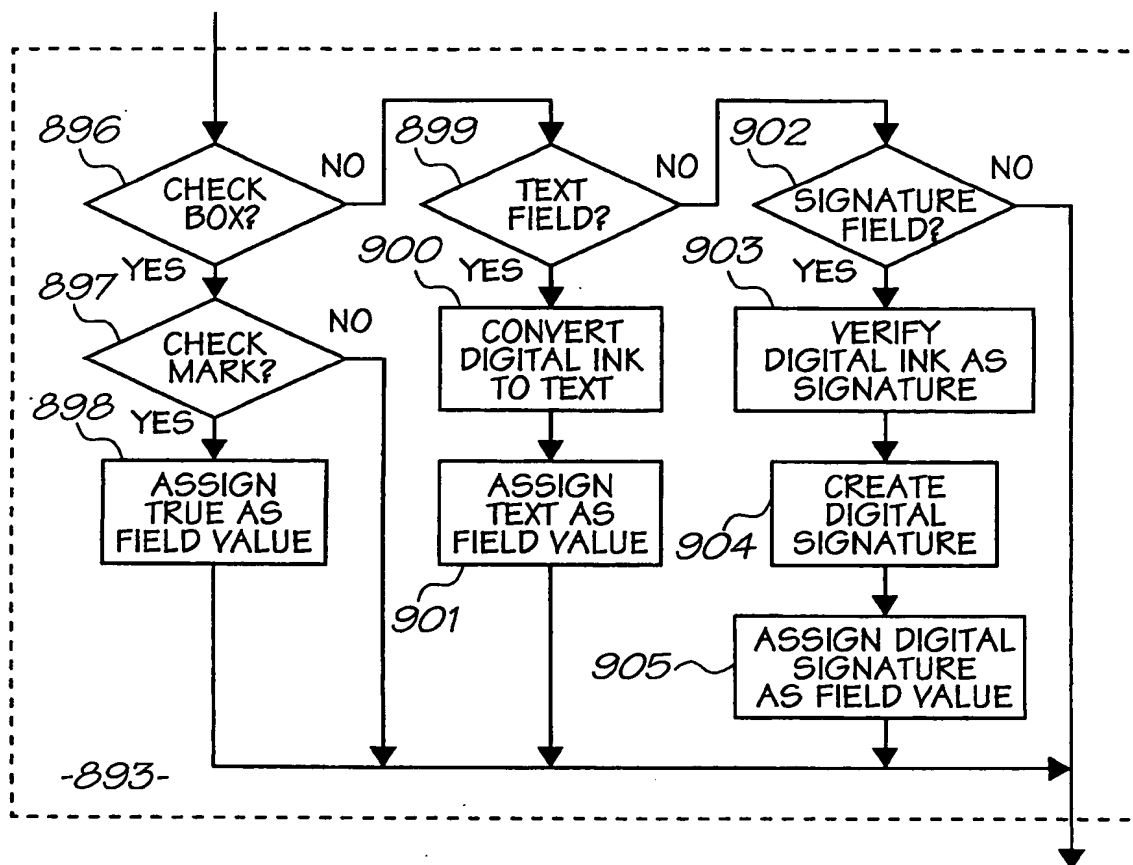 896
CHECK
BOX?
NO
YES
897
CHECK
MARK?
NO
YES
898
ASSIGN
TRUE AS
FIELD VALUE
899
TEXT
FIELD?
NO
YES
900
CONVERT
DIGITAL INK
TO TEXT
ASSIGN
TEXT AS
FIELD VALUE
901
902
SIGNATURE
FIELD?
NO
YES
903
VERIFY
DIGITAL INK AS
SIGNATURE
CREATE
DIGITAL
SIGNATURE
904
ASSIGN DIGITAL
SIGNATURE
AS FIELD VALUE
905
-893-